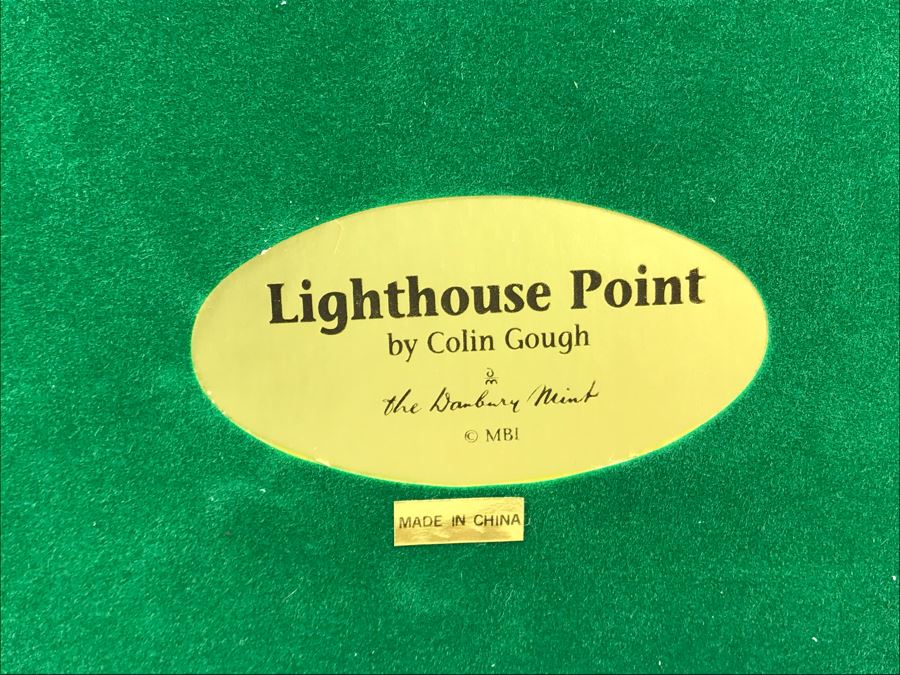 Lighthouse Point
by Colin Gough
the Danbury Mint
© MBI
MADE IN CHINA